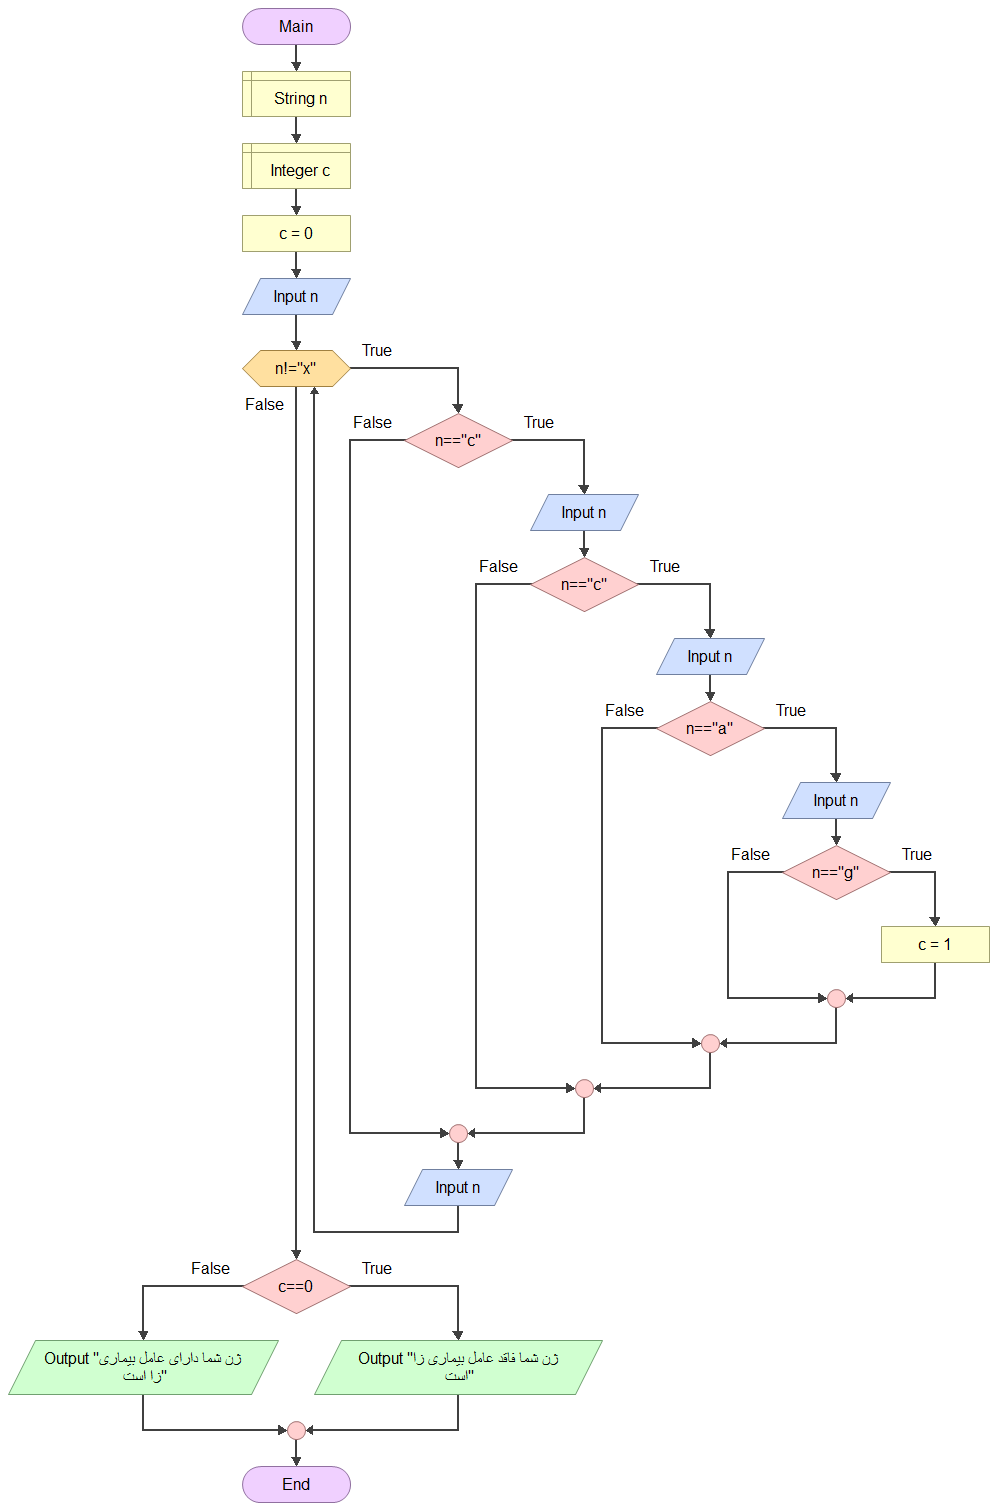 Main
String n
Integer c
c = 0
Input n
n!="x"
True
False
n=="c"
False
True
Input n
n=="c"
False
True
Input n
n=="a"
False
True
Input n
n=="g"
False
True
c = 1
Input n
c==0
False
True
Output "ژن شما دارای عامل بیماری
زا است"
Output "ژن شما فاقد عامل بیماری زا
است"
End